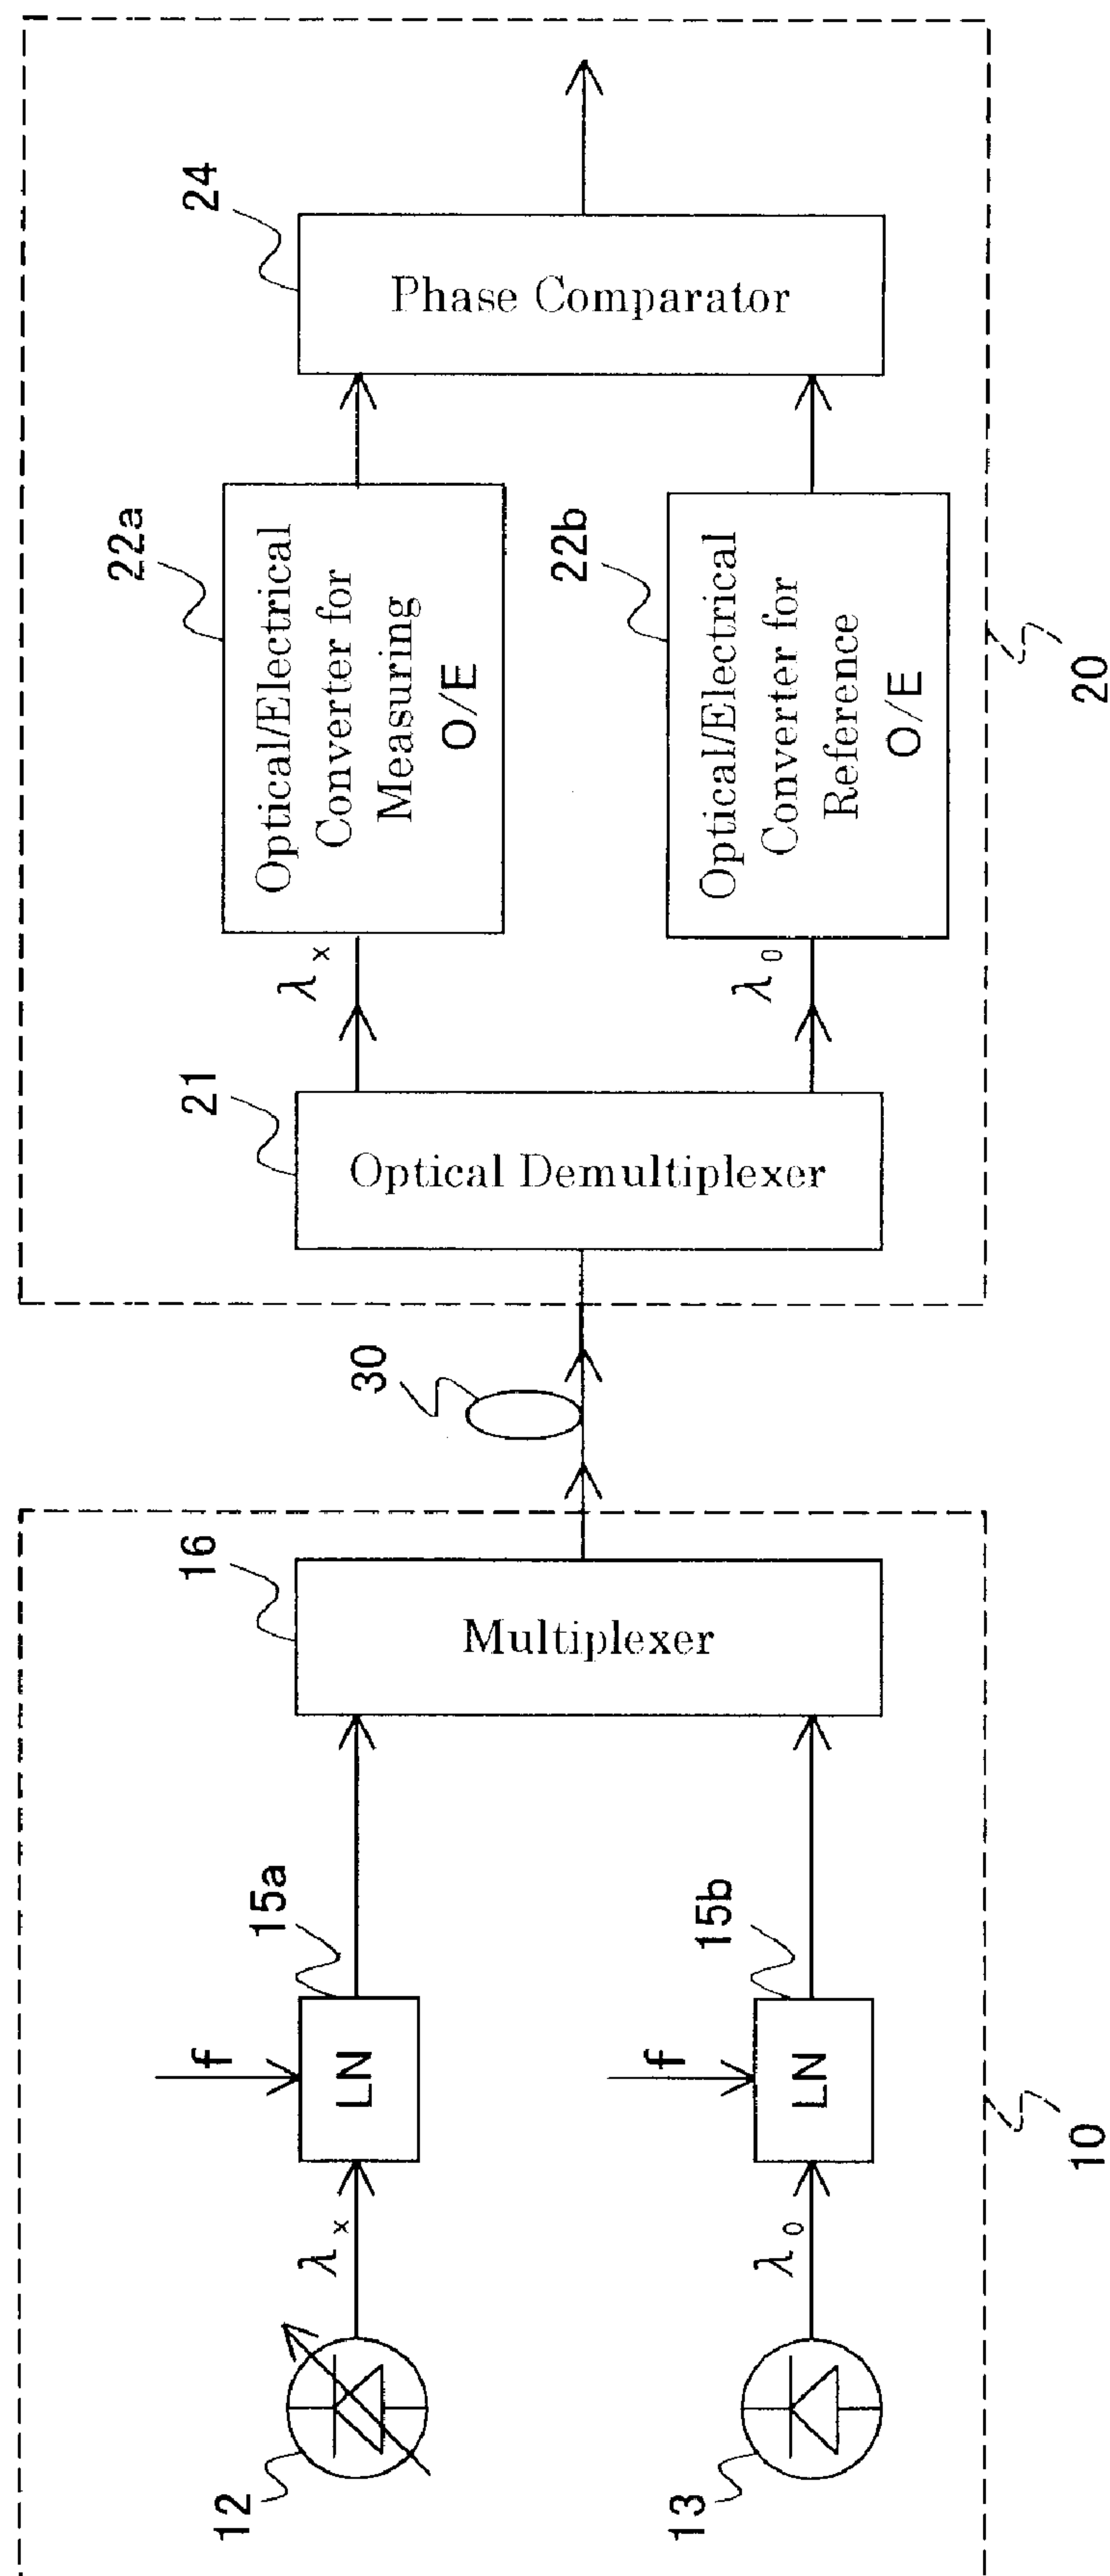 12
λx
f
LN
15a
13
λ0
f
LN
15b
10
16
Multiplexer
30
21
Optical Demultiplexer
λx
λ0
22a
Optical/Electrical
Converter for
Measuring
O/E
22b
Optical/Electrical
Converter for
Reference
O/E
24
Phase Comparator
20